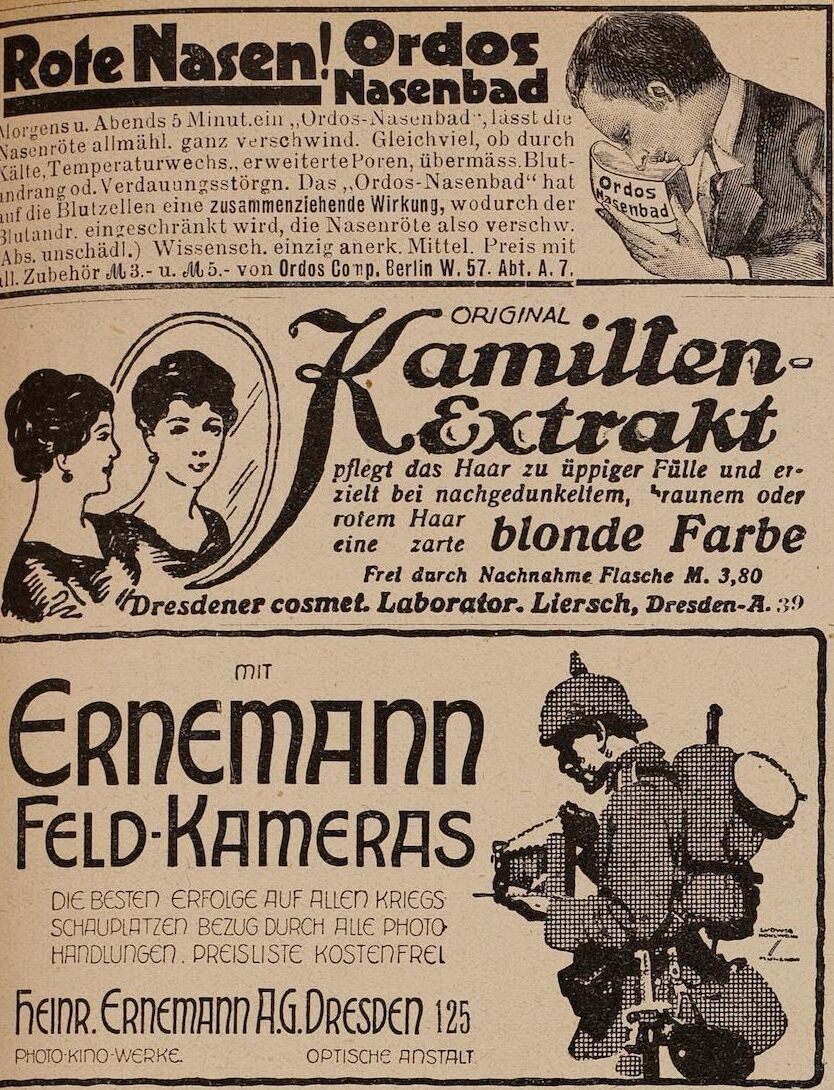 Rote Nasen! Ordos
Nasenbad
Morgens u. Abends 5 Minut. ein „Ordos-Nasenbad“, lässt die
Nasenröte allmähl. ganz verschwind. Gleichviel, ob durch
Kälte, Temperaturwechs., erweiterte Poren, übermäss. Blut-
andrang od. Verdauungsstörgn. Das „Ordos-Nasenbad“ hat
auf die Blutzellen eine zusammenziehende Wirkung, wodurch der
Blutandr. eingeschränkt wird, die Nasenröte also verschw.
(Abs. unschädl.) Wissensch. einzig anerk. Mittel. Preis mit
all. Zubehör M 3.- u. M 5.- von Ordos Comp. Berlin W. 57. Abt. A. 7.
Ordos
Nasenbad
ORIGINAL
Kamillen-
Extrakt
pflegt das Haar zu üppiger Fülle und er-
zielt bei nachgedunkeltem, braunem oder
rotem Haar
eine zarte blonde Farbe
Frei durch Nachnahme Flasche M. 3,80
Dresdener cosmet. Laborator. Liersch, Dresden-A. 39
MIT
ERNEMANN
FELD-KAMERAS
DIE BESTEN ERFOLGE AUF ALLEN KRIEGS-
SCHAUPLATZEN BEZUG DURCH ALLE PHOTO-
HANDLUNGEN. PREISLISTE KOSTENFREI
HEINR. ERNEMANN A.G. DRESDEN 125
PHOTO-KINO-WERKE. OPTISCHE ANSTALT
LUDWIG
HOHLWEIN
MÜNCHEN